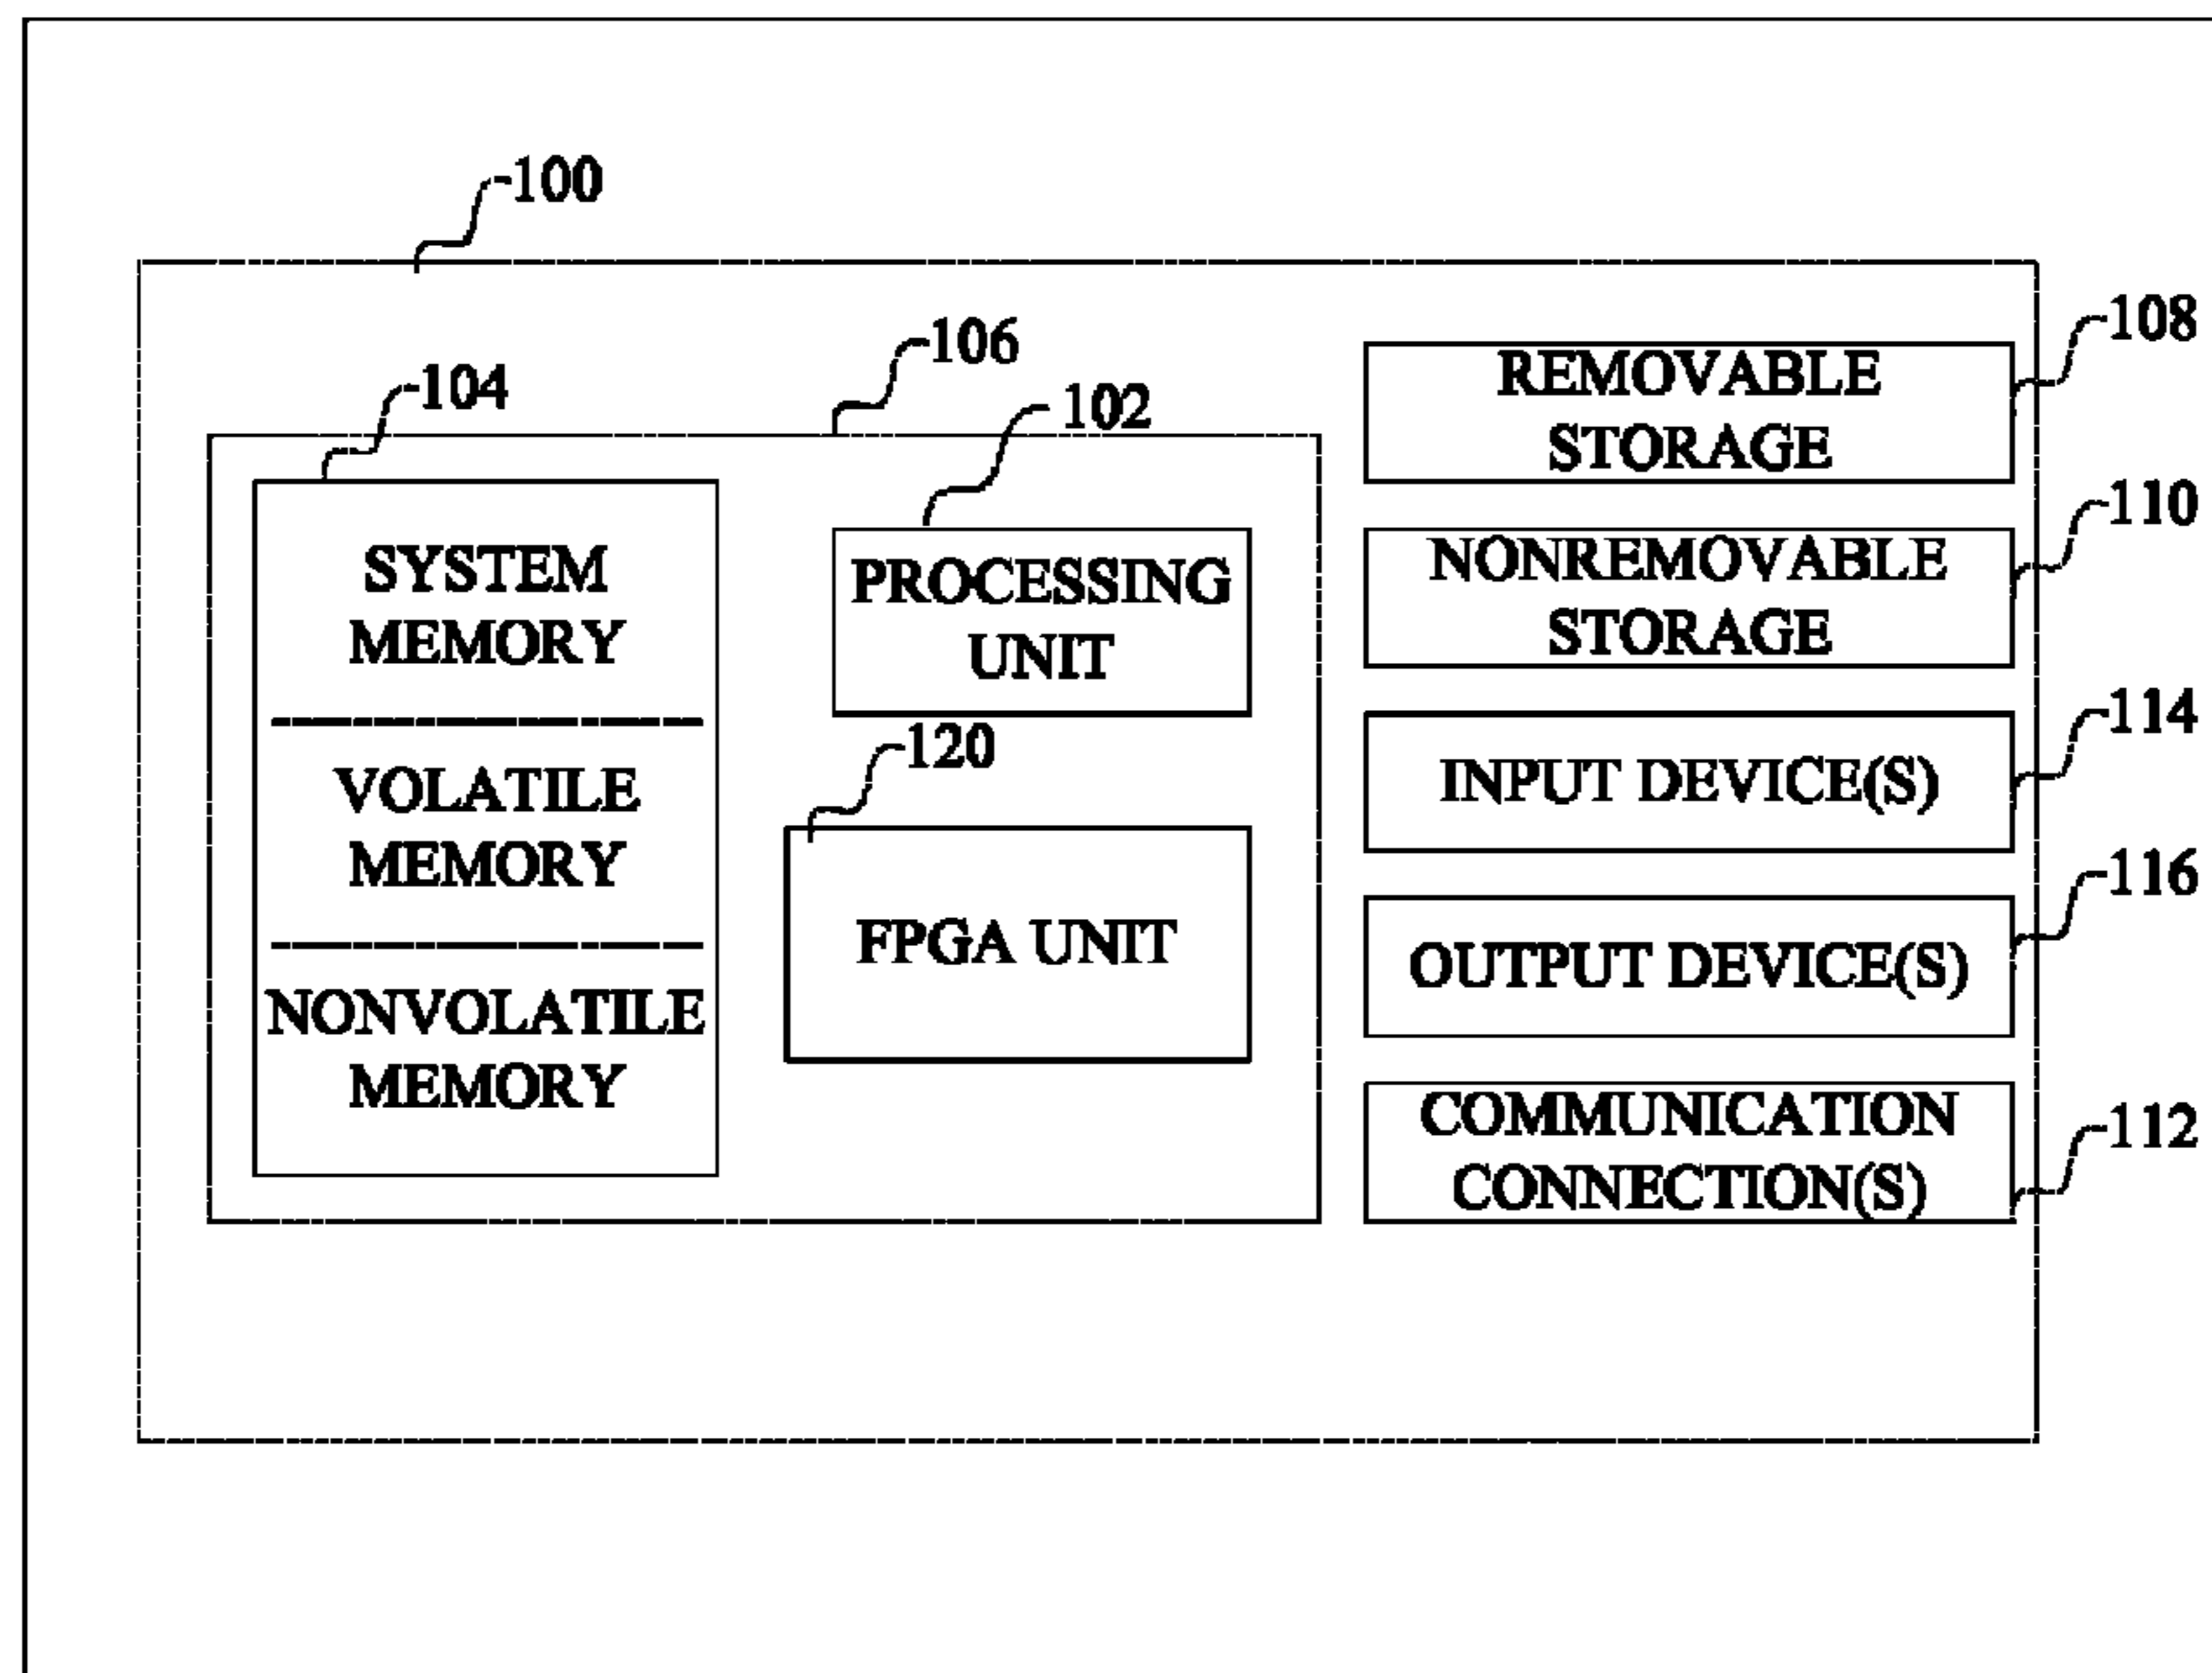 100
106
104
102
SYSTEM
MEMORY
VOLATILE
MEMORY
NONVOLATILE
MEMORY
PROCESSING
UNIT
120
FPGA UNIT
108
REMOVABLE
STORAGE
110
NONREMOVABLE
STORAGE
114
INPUT DEVICE(S)
116
OUTPUT DEVICE(S)
112
COMMUNICATION
CONNECTION(S)